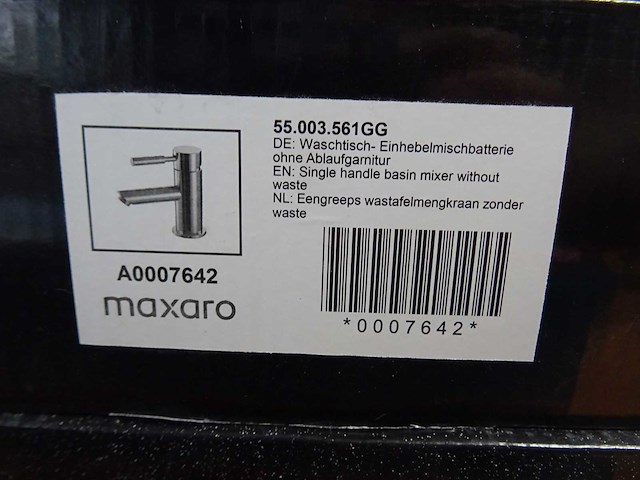 55.003.561GG
DE: Waschtisch- Einhebelmischbatterie
ohne Ablaufgarnitur
EN: Single handle basin mixer without
waste
NL: Eengreeps wastafelmengkraan zonder
waste
A0007642
maxaro
*0007642*